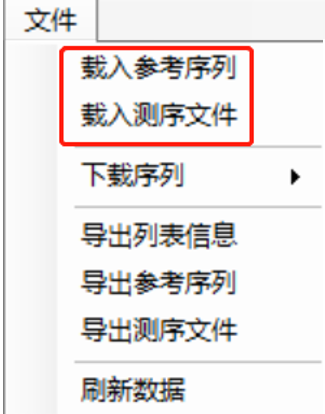 文件
载入参考序列
载入测序文件
下载序列
导出列表信息
导出参考序列
导出测序文件
刷新数据